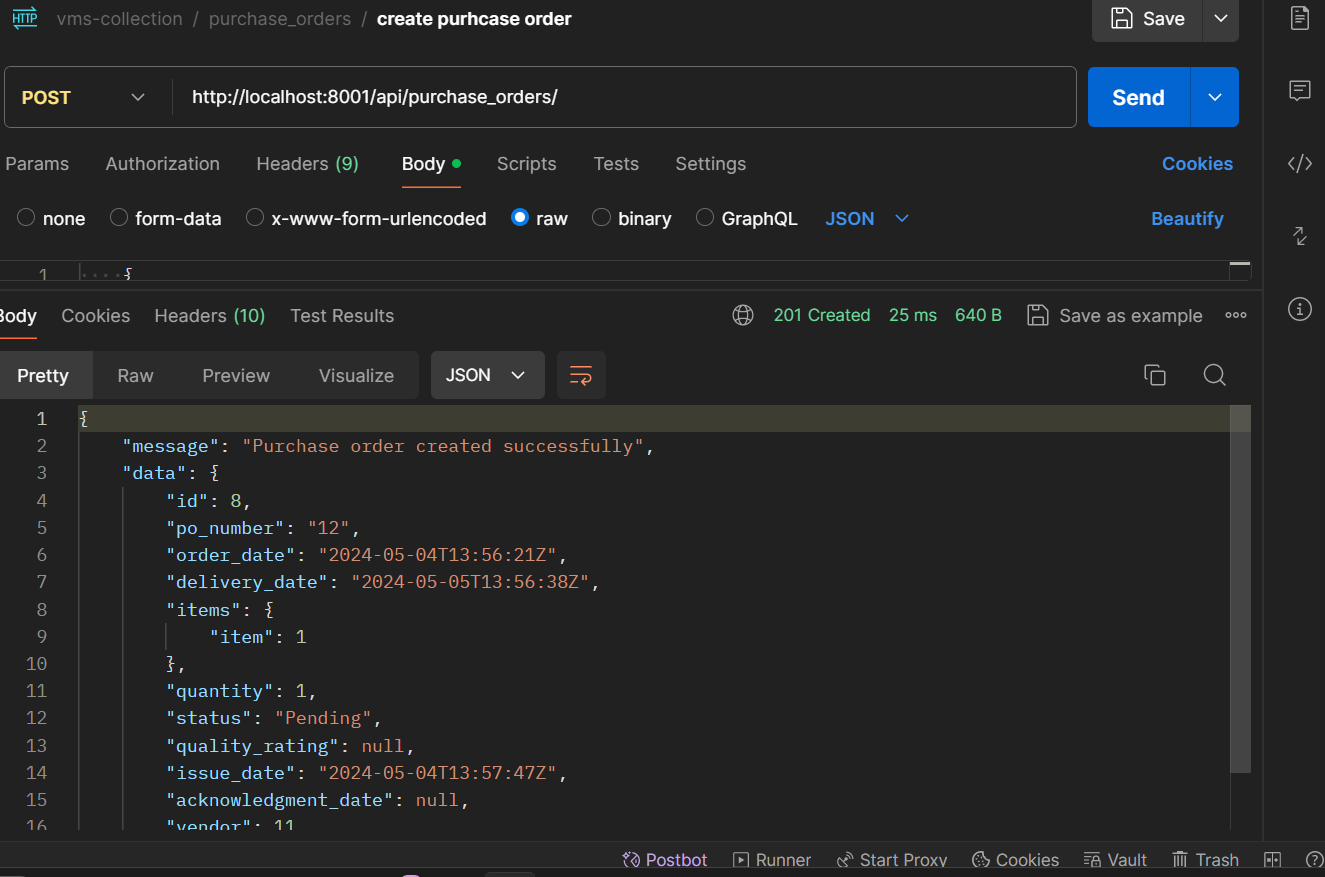 HTTP vms-collection / purchase_orders / create purhcase order
Save
POST http://localhost:8001/api/purchase_orders/ Send
Params Authorization Headers (9) Body Scripts Tests Settings Cookies
none form-data x-www-form-urlencoded raw binary GraphQL JSON Beautify
1 {
Body Cookies Headers (10) Test Results 201 Created 25 ms 640 B Save as example
Pretty Raw Preview Visualize JSON
1 {
2 "message": "Purchase order created successfully",
3 "data": {
4 "id": 8,
5 "po_number": "12",
6 "order_date": "2024-05-04T13:56:21Z",
7 "delivery_date": "2024-05-05T13:56:38Z",
8 "items": {
9 "item": 1
10 },
11 "quantity": 1,
12 "status": "Pending",
13 "quality_rating": null,
14 "issue_date": "2024-05-04T13:57:47Z",
15 "acknowledgment_date": null,
16 "vendor": 11
Postbot Runner Start Proxy Cookies Vault Trash